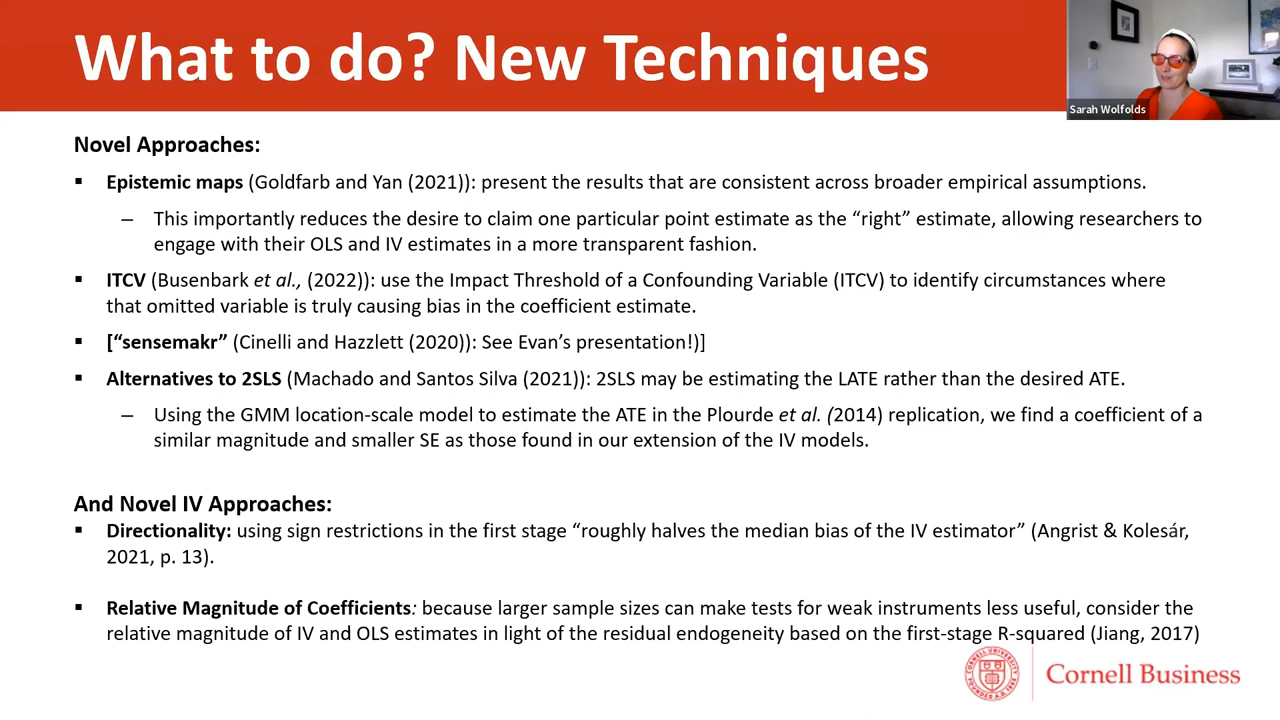 What to do? New Techniques
Sarah Wolfolds
Novel Approaches:
▪ Epistemic maps (Goldfarb and Yan (2021)): present the results that are consistent across broader empirical assumptions.
– This importantly reduces the desire to claim one particular point estimate as the “right” estimate, allowing researchers to
engage with their OLS and IV estimates in a more transparent fashion.
▪ ITCV (Busenbark et al., (2022)): use the Impact Threshold of a Confounding Variable (ITCV) to identify circumstances where
that omitted variable is truly causing bias in the coefficient estimate.
▪ [“sensemakr” (Cinelli and Hazzlett (2020)): See Evan’s presentation!)]
▪ Alternatives to 2SLS (Machado and Santos Silva (2021)): 2SLS may be estimating the LATE rather than the desired ATE.
– Using the GMM location-scale model to estimate the ATE in the Plourde et al. (2014) replication, we find a coefficient of a
similar magnitude and smaller SE as those found in our extension of the IV models.
And Novel IV Approaches:
▪ Directionality: using sign restrictions in the first stage “roughly halves the median bias of the IV estimator” (Angrist & Kolesár,
2021, p. 13).
▪ Relative Magnitude of Coefficients: because larger sample sizes can make tests for weak instruments less useful, consider the
relative magnitude of IV and OLS estimates in light of the residual endogeneity based on the first-stage R-squared (Jiang, 2017)
Cornell Business